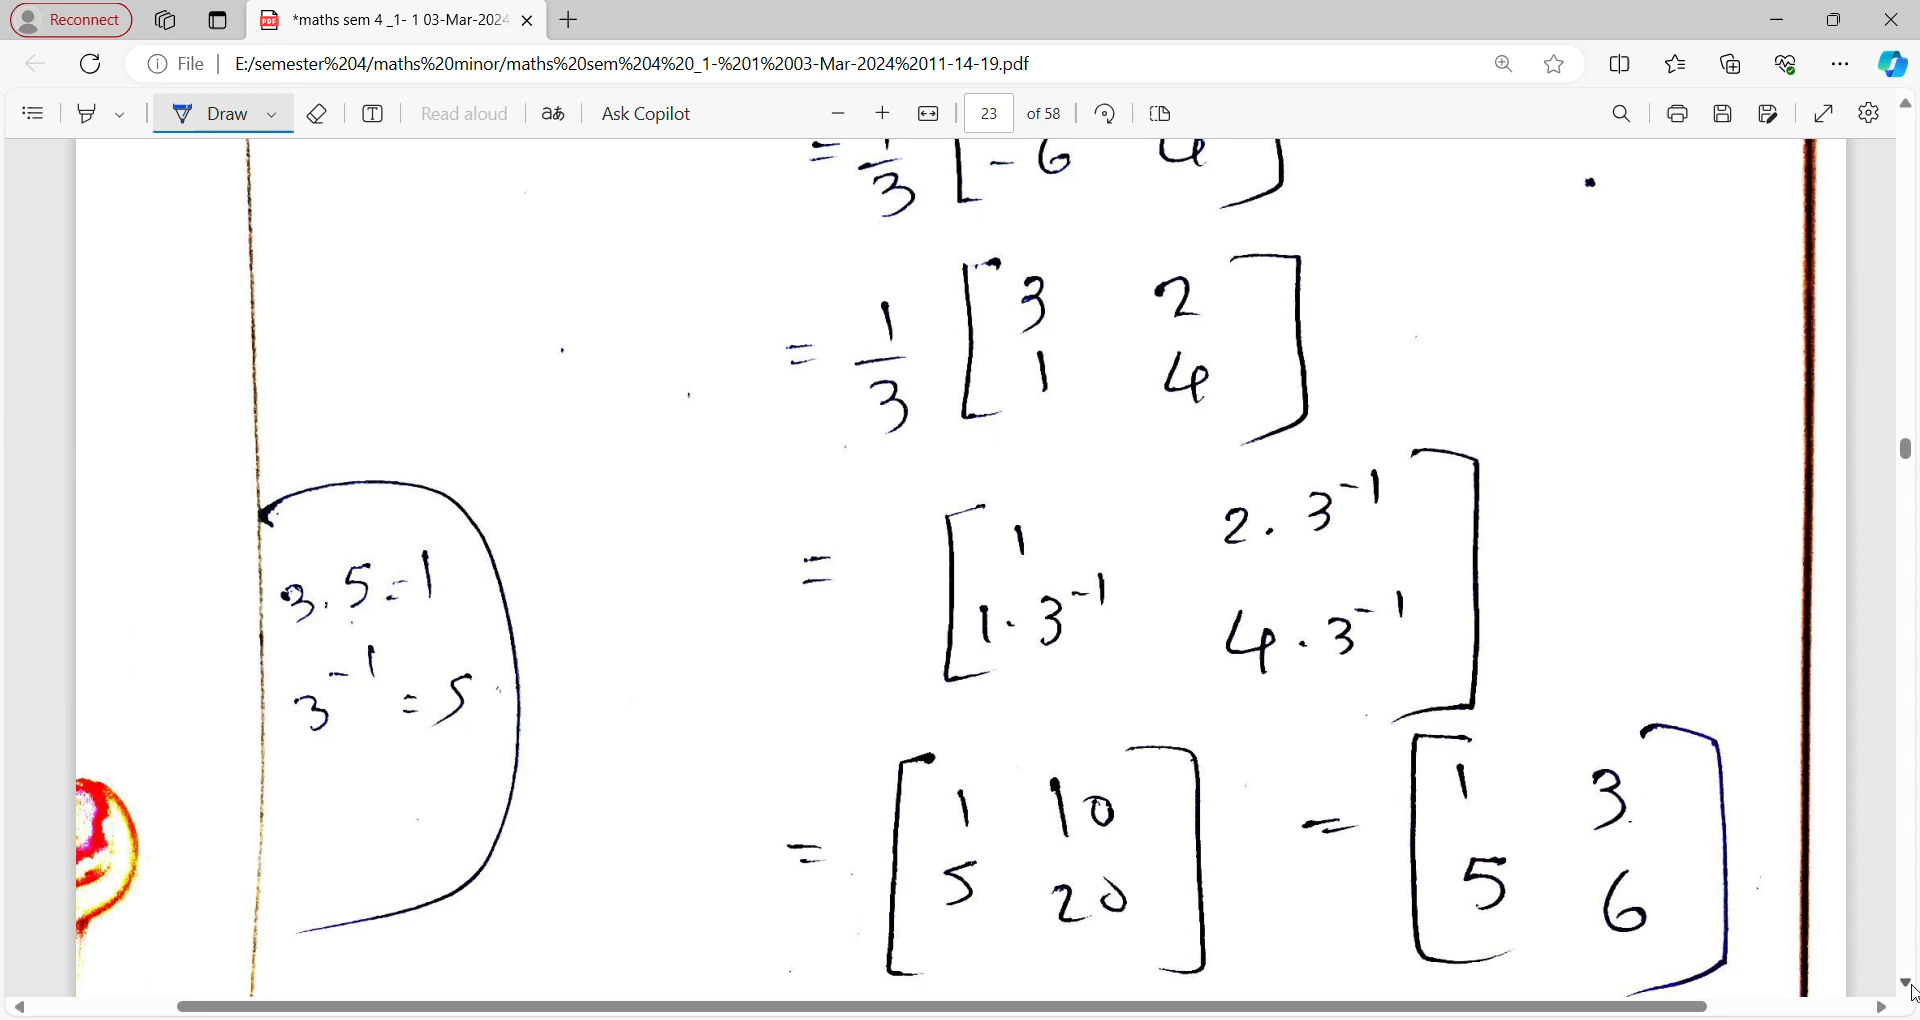 Reconnect
*maths sem 4 _1- 1 03-Mar-2024
File
E:/semester%204/maths%20minor/maths%20sem%204%20_1-%201%2003-Mar-2024%2011-14-19.pdf
Draw
Read aloud
aあ
Ask Copilot
23 of 58
= 1/3 [ -6 4 ]
= 1/3 [ 3 2
1 4 ]
= [ 1 2.3⁻¹
1.3⁻¹ 4.3⁻¹ ]
3.5=1
3⁻¹ = 5
= [ 1 10
5 20 ]
= [ 1 3
5 6 ]